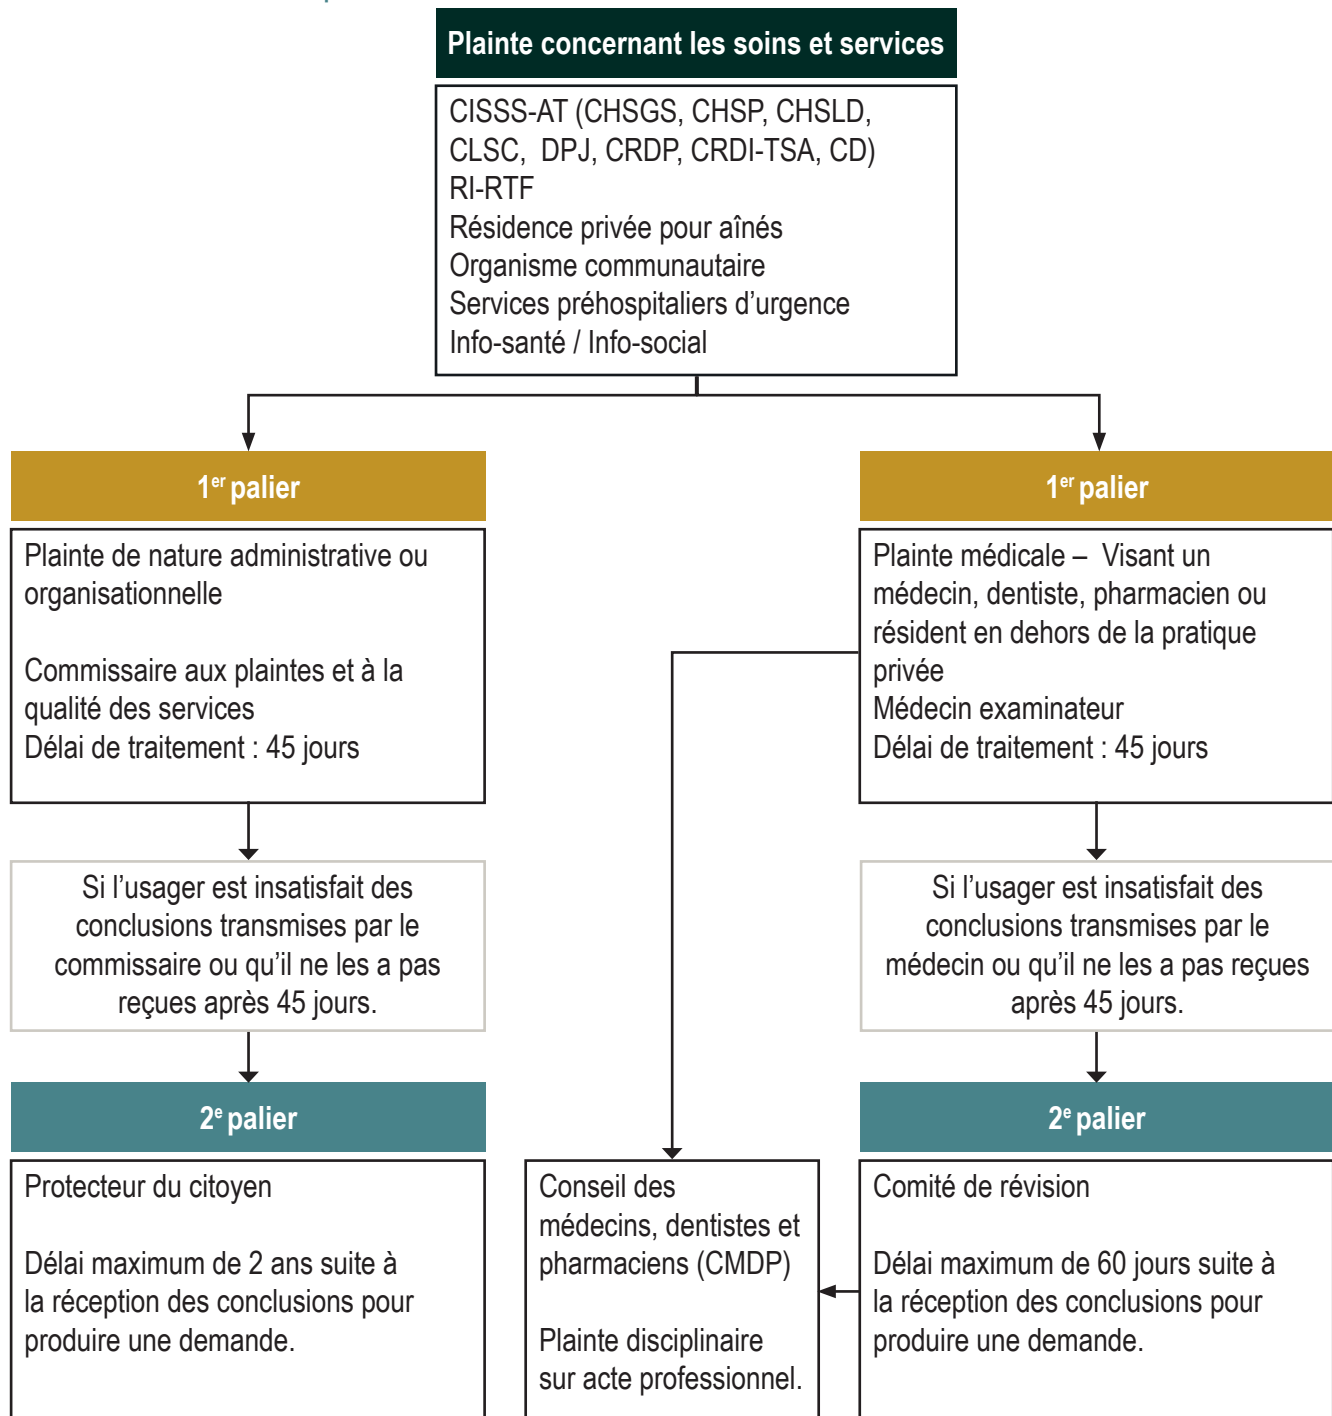 Plainte concernant les soins et services
CISSS-AT (CHSGS, CHSP, CHSLD,
CLSC, DPJ, CRDP, CRDI-TSA, CD)
RI-RTF
Résidence privée pour aînés
Organisme communautaire
Services préhospitaliers d'urgence
Info-santé / Info-social
1er palier
Plainte de nature administrative ou
organisationnelle
Commissaire aux plaintes et à la
qualité des services
Délai de traitement : 45 jours
Si l'usager est insatisfait des
conclusions transmises par le
commissaire ou qu'il ne les a pas
reçues après 45 jours.
2e palier
Protecteur du citoyen
Délai maximum de 2 ans suite à
la réception des conclusions pour
produire une demande.
1er palier
Plainte médicale – Visant un
médecin, dentiste, pharmacien ou
résident en dehors de la pratique
privée
Médecin examinateur
Délai de traitement : 45 jours
Si l'usager est insatisfait des
conclusions transmises par le
médecin ou qu'il ne les a pas reçues
après 45 jours.
2e palier
Comité de révision
Délai maximum de 60 jours suite à
la réception des conclusions pour
produire une demande.
Conseil des
médecins, dentistes et
pharmaciens (CMDP)
Plainte disciplinaire
sur acte professionnel.